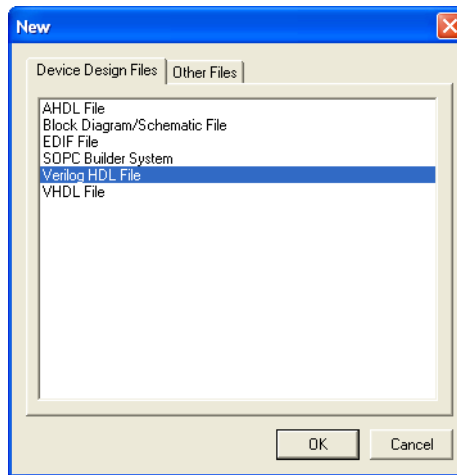 New
Device Design Files Other Files
AHDL File
Block Diagram/Schematic File
EDIF File
SOPC Builder System
Verilog HDL File
VHDL File
OK Cancel